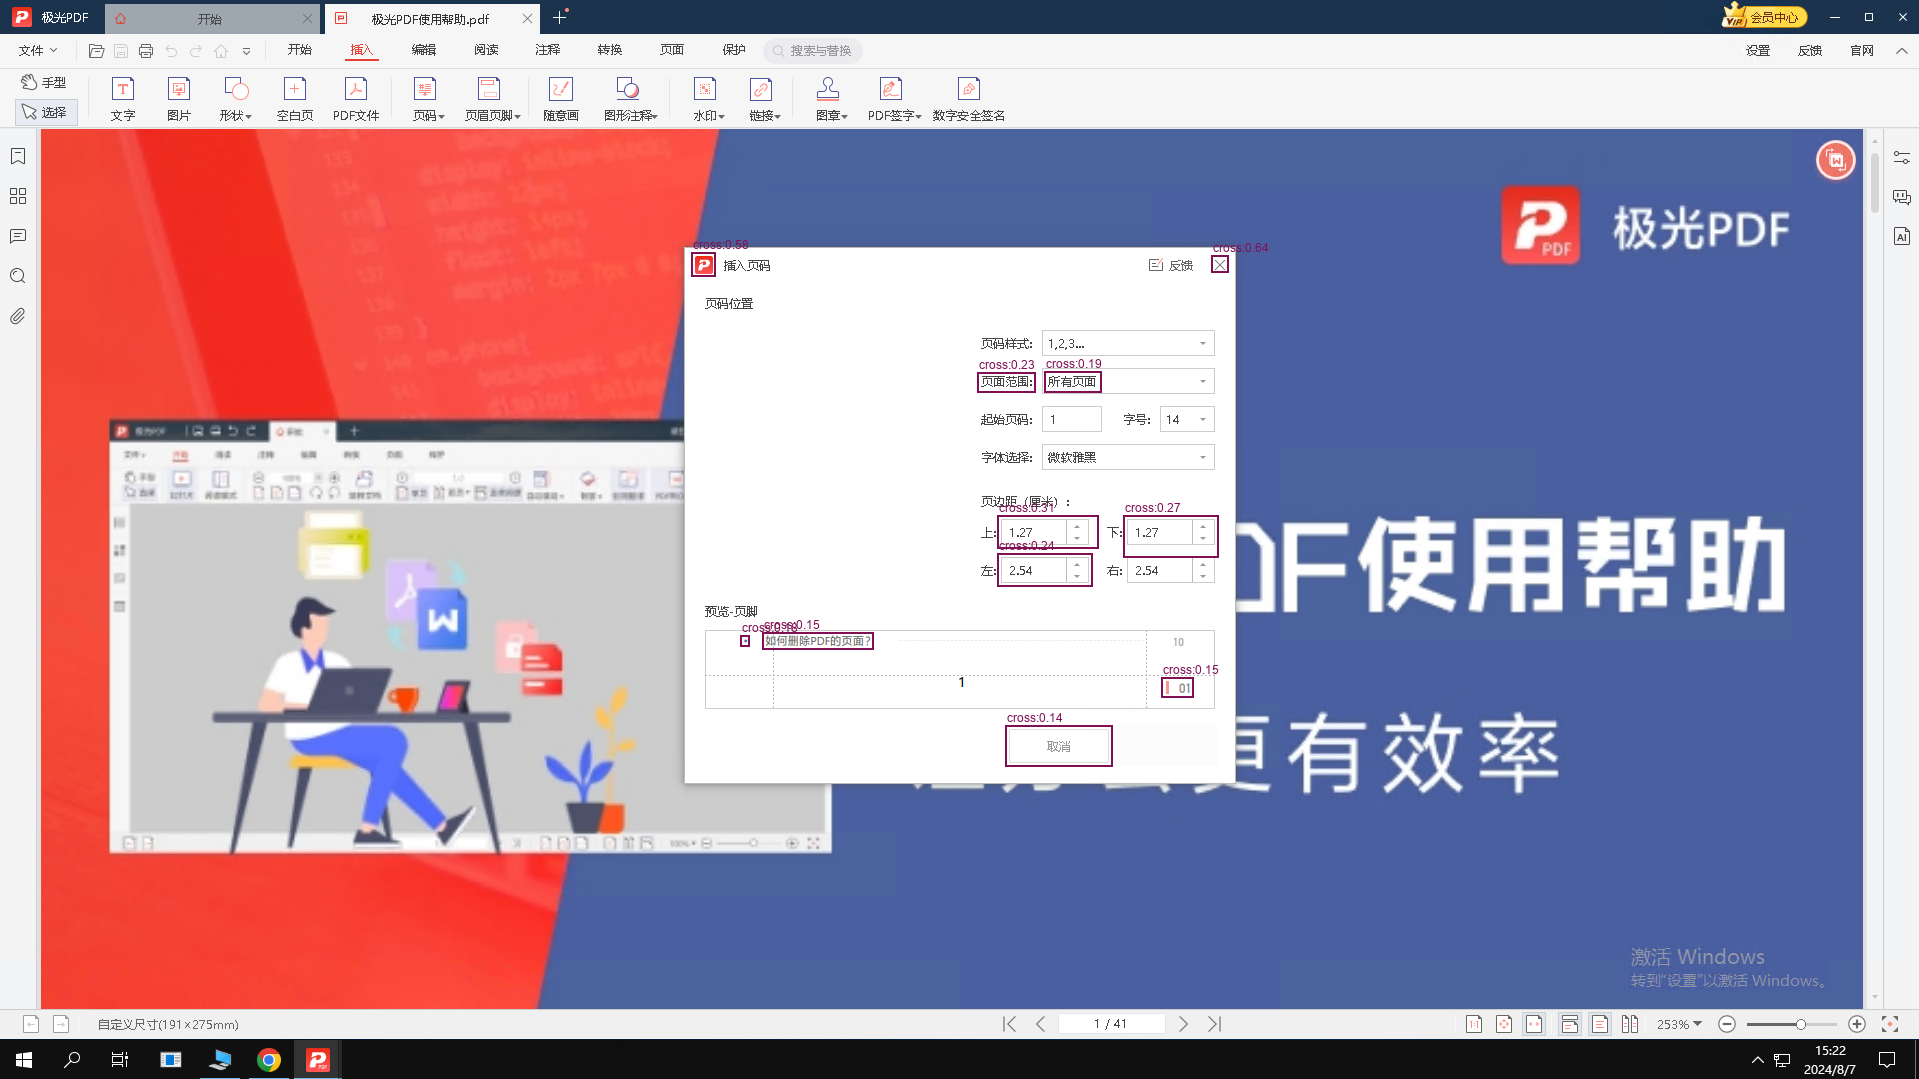 极光PDF
开始
极光PDF使用帮助.pdf
会员中心
文件
开始
插入
编辑
阅读
注释
转换
页面
保护
搜索与替换
设置
反馈
官网
手型
选择
文字
图片
形状
空白页
PDF文件
页码
页眉页脚
随意画
图形注释
水印
链接
图章
PDF签字
数字安全签名
极光PDF
cross:0.58
cross:0.64
插入页码
反馈
页码位置
页码样式:
1,2,3...
cross:0.23
cross:0.19
页面范围:
所有页面
起始页码:
1
字号:
14
字体选择:
微软雅黑
页边距（厘米）:
cross:0.31
cross:0.27
上:
1.27
下:
1.27
cross:0.24
左:
2.54
右:
2.54
预览-页脚
cross:0.15
如何删除PDF的页面?
10
cross:0.15
1
01
cross:0.14
取消
DF使用帮助
更有效率
激活 Windows
转到"设置"以激活 Windows。
自定义尺寸(191×275mm)
1 / 41
253%
15:22
2024/8/7